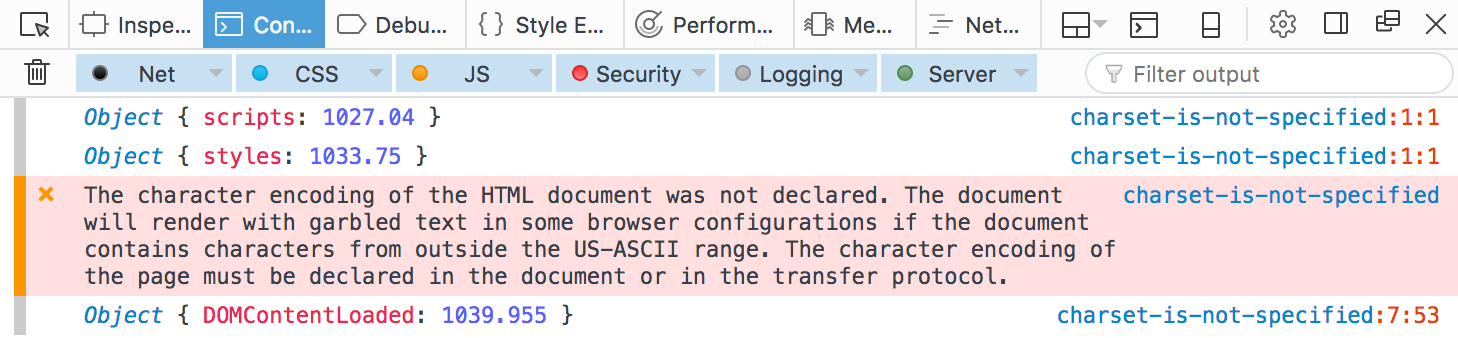 Inspe... Con... Debu... Style E... Perform... Me... Net...
Net CSS JS Security Logging Server Filter output
Object { scripts: 1027.04 } charset-is-not-specified:1:1
Object { styles: 1033.75 } charset-is-not-specified:1:1
The character encoding of the HTML document was not declared. The document charset-is-not-specified
will render with garbled text in some browser configurations if the document
contains characters from outside the US-ASCII range. The character encoding of
the page must be declared in the document or in the transfer protocol.
Object { DOMContentLoaded: 1039.955 } charset-is-not-specified:7:53